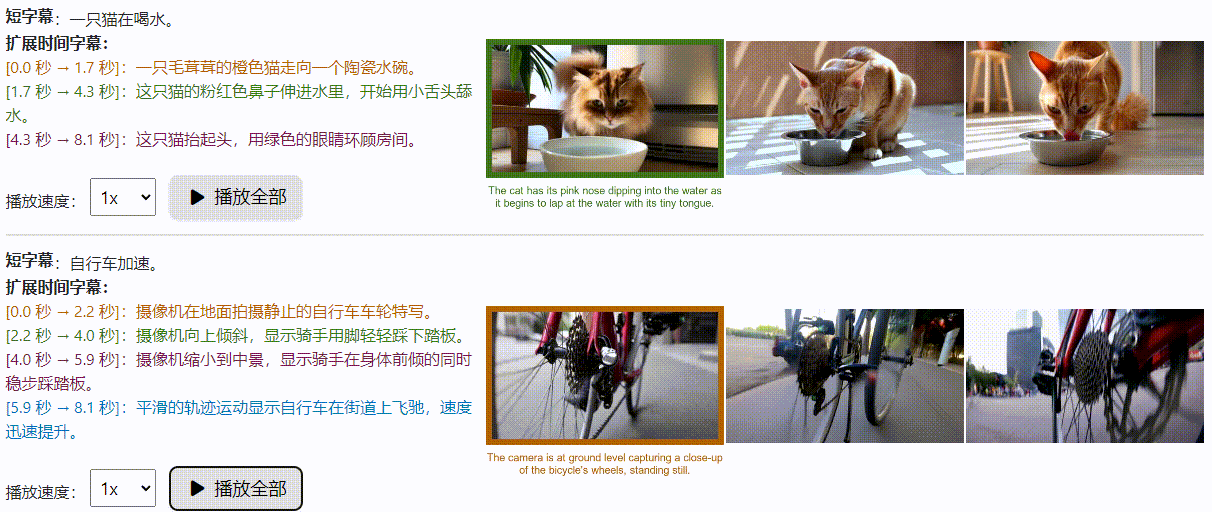 短字幕：一只猫在喝水。
扩展时间字幕：
[0.0 秒 → 1.7 秒]：一只毛茸茸的橙色猫走向一个陶瓷水碗。
[1.7 秒 → 4.3 秒]：这只猫的粉红色鼻子伸进水里，开始用小舌头舔
水。
[4.3 秒 → 8.1 秒]：这只猫抬起头，用绿色的眼睛环顾房间。
The cat has its pink nose dipping into the water as
it begins to lap at the water with its tiny tongue.
播放速度： 1x ▶ 播放全部
短字幕：自行车加速。
扩展时间字幕：
[0.0 秒 → 2.2 秒]：摄像机在地面拍摄静止的自行车车轮特写。
[2.2 秒 → 4.0 秒]：摄像机向上倾斜，显示骑手用脚轻轻踩下踏板。
[4.0 秒 → 5.9 秒]：摄像机缩小到中景，显示骑手在身体前倾的同时
稳步踩踏板。
[5.9 秒 → 8.1 秒]：平滑的轨迹运动显示自行车在街道上飞驰，速度
迅速提升。
The camera is at ground level capturing a close-up
of the bicycle's wheels, standing still.
播放速度： 1x ▶ 播放全部